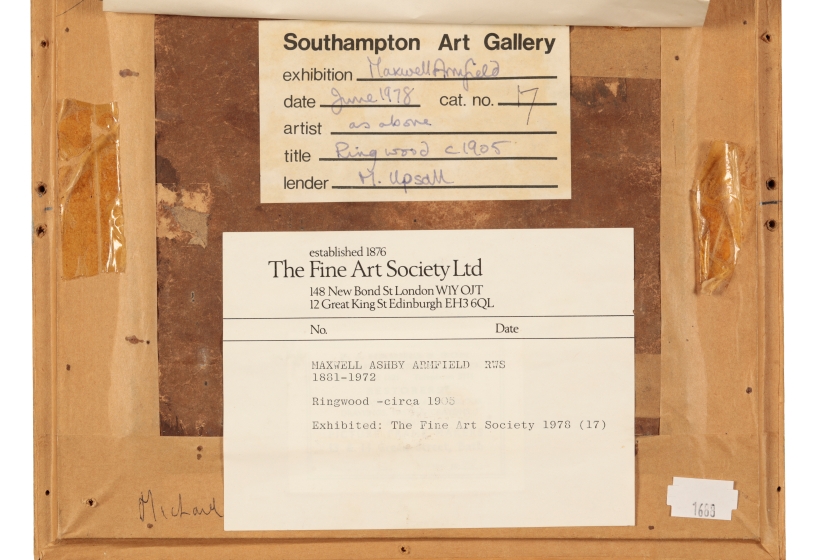 Southampton Art Gallery
exhibition Maxwell Armfield
date June 1978 cat. no. 17
artist as above
title Ringwood c1905
lender M. Upsall
established 1876
The Fine Art Society Ltd
148 New Bond St London W1Y OJT
12 Great King St Edinburgh EH3 6QL
No. Date
MAXWELL ASHBY ARMFIELD RWS
1881-1972
Ringwood -circa 1905
Exhibited: The Fine Art Society 1978 (17)
Michael
1669